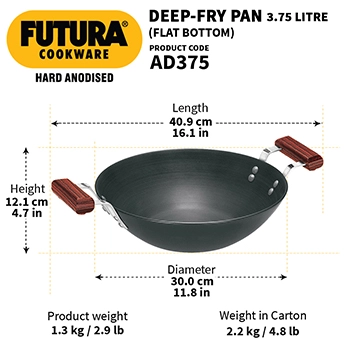 FUTURA®
COOKWARE
HARD ANODISED
DEEP-FRY PAN 3.75 LITRE
(FLAT BOTTOM)
PRODUCT CODE
AD375
Length
40.9 cm
16.1 in
Height
12.1 cm
4.7 in
Diameter
30.0 cm
11.8 in
Product weight
1.3 kg / 2.9 lb
Weight in Carton
2.2 kg / 4.8 lb